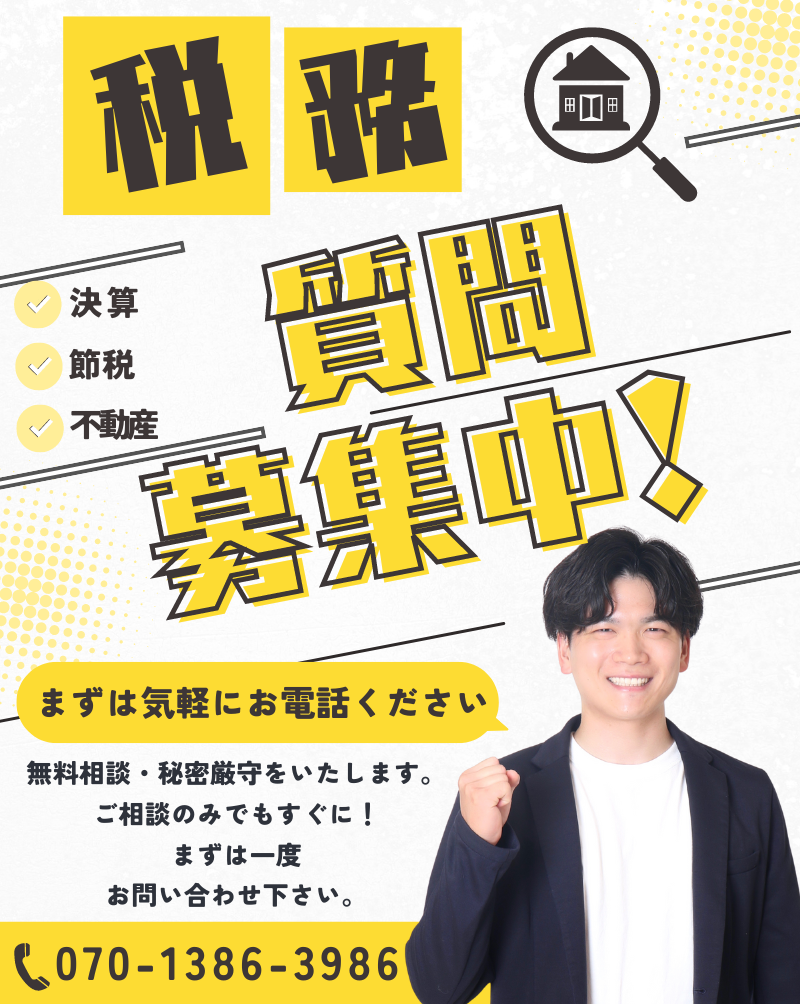 税務
質問
募集中!
決算
節税
不動産
まずは気軽にお電話ください
無料相談・秘密厳守をいたします。
ご相談のみでもすぐに！
まずは一度
お問い合わせ下さい。
070-1386-3986